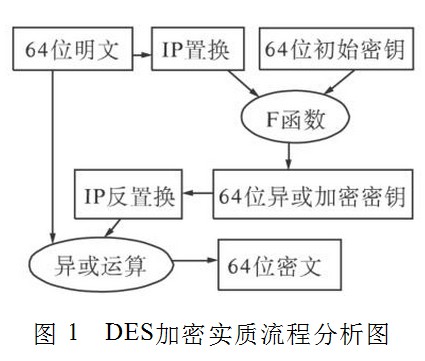 64位明文 IP置换 64位初始密钥
F函数
IP反置换 64位异或加密密钥
异或运算 64位密文
图 1 DES加密实质流程分析图